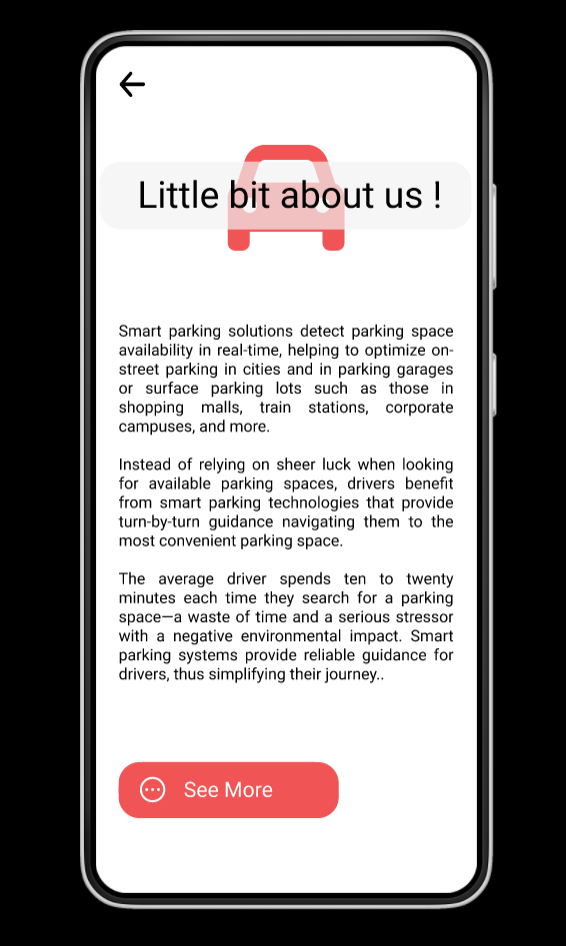 Little bit about us !
Smart parking solutions detect parking space
availability in real-time, helping to optimize on-
street parking in cities and in parking garages
or surface parking lots such as those in
shopping malls, train stations, corporate
campuses, and more.
Instead of relying on sheer luck when looking
for available parking spaces, drivers benefit
from smart parking technologies that provide
turn-by-turn guidance navigating them to the
most convenient parking space.
The average driver spends ten to twenty
minutes each time they search for a parking
space—a waste of time and a serious stressor
with a negative environmental impact. Smart
parking systems provide reliable guidance for
drivers, thus simplifying their journey..
See More